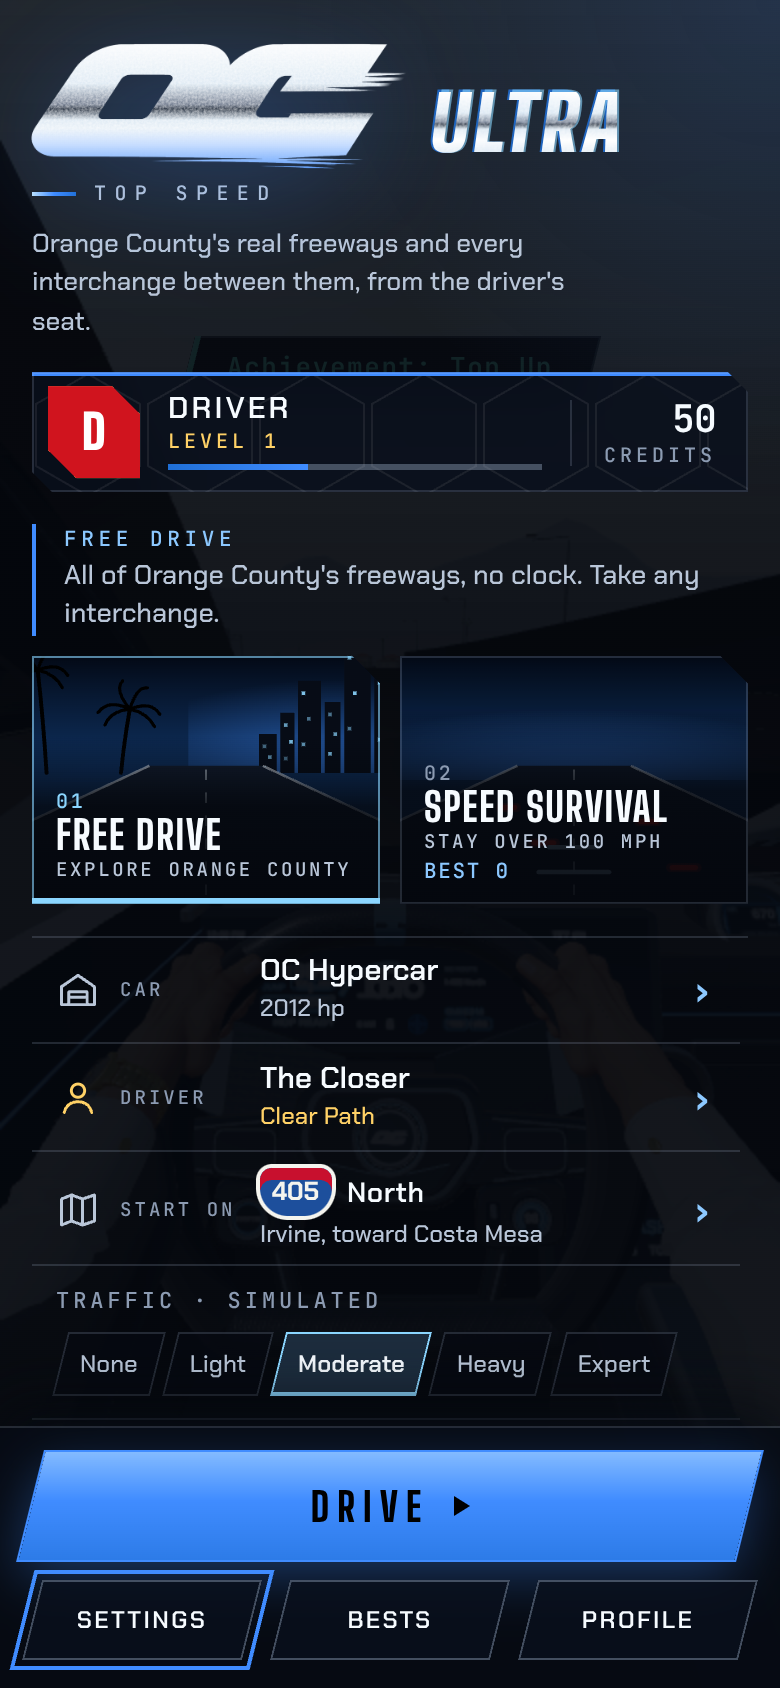 OC ULTRA
TOP SPEED
Orange County's real freeways and every
interchange between them, from the driver's
seat.
Achievement: Top Up
D
DRIVER
LEVEL 1
50
CREDITS
FREE DRIVE
All of Orange County's freeways, no clock. Take any
interchange.
01
FREE DRIVE
EXPLORE ORANGE COUNTY
02
SPEED SURVIVAL
STAY OVER 100 MPH
BEST 0
CAR
OC Hypercar
2012 hp
DRIVER
The Closer
Clear Path
START ON
405 North
Irvine, toward Costa Mesa
TRAFFIC · SIMULATED
None Light Moderate Heavy Expert
DRIVE
SETTINGS BESTS PROFILE